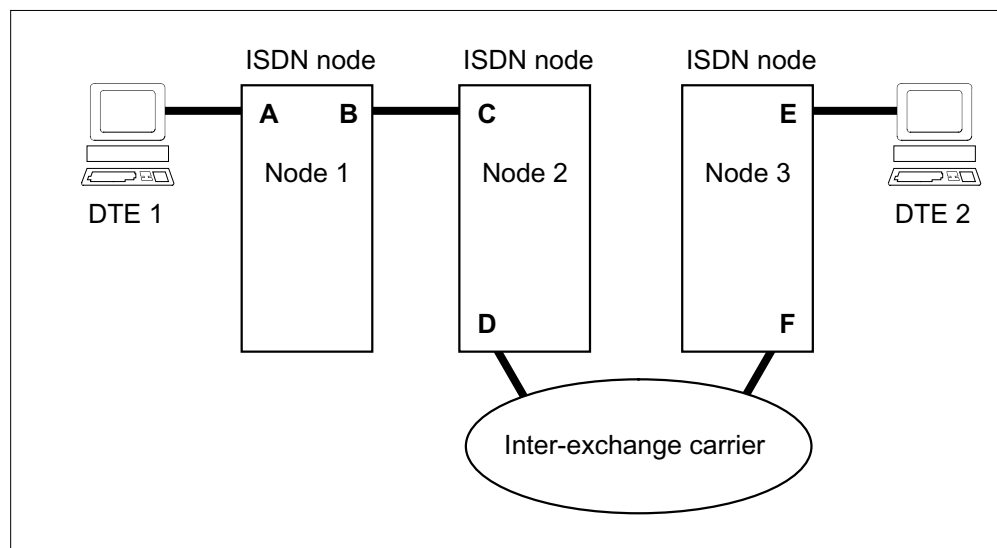 ISDN node
ISDN node
ISDN node
A
B
C
E
Node 1
Node 2
Node 3
DTE 1
DTE 2
D
F
Inter-exchange carrier